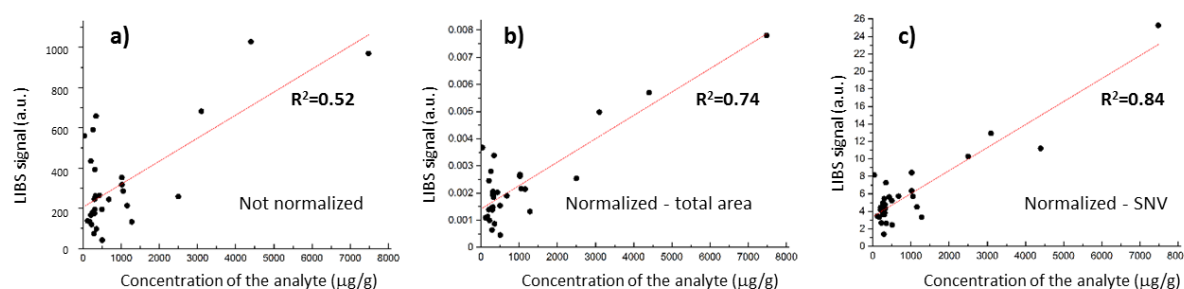 a)
LIBS signal (a.u.)
1000
800
600
400
200
0
R²=0.52
Not normalized
0 1000 2000 3000 4000 5000 6000 7000 8000
Concentration of the analyte (µg/g)
b)
LIBS signal (a.u.)
0.008
0.007
0.006
0.005
0.003
0.002
0.001
0.000
R²=0.74
Normalized - total area
0 1000 2000 3000 4000 5000 6000 7000 8000
Concentration of the analyte (µg/g)
c)
LIBS signal (a.u.)
26
24
22
20
18
16
14
12
10
8
6
4
2
0
R²=0.84
Normalized - SNV
0 1000 2000 3000 4000 5000 6000 7000 8000
Concentration of the analyte (µg/g)